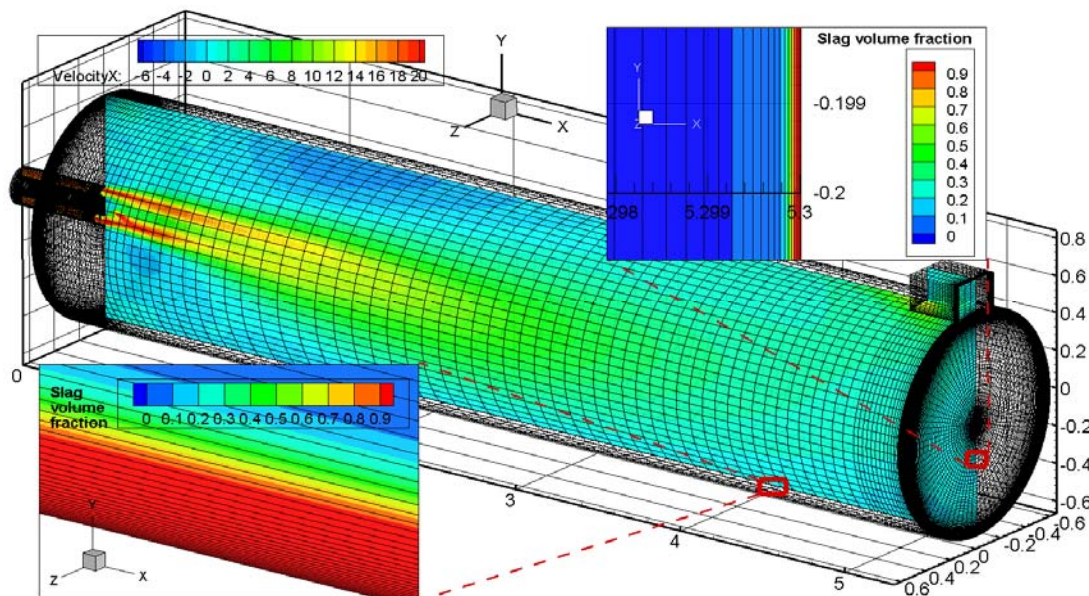 Y
Z
X
VelocityX: -6 -4 -2 0 2 4 6 8 10 12 14 16 18 20
Slag volume fraction
0.9
0.8
0.7
0.6
0.5
0.4
0.3
0.2
0.1
0
Y
Z
X
-0.199
-0.2
.298
5.299
5.3
0.8
0.6
0.4
0.2
0
-0.2
-0.4
-0.6
0
3
4
5
0.6
0.4
0.2
0
-0.2
-0.4
-0.6
Slag
volume
fraction
0 0.1 0.2 0.3 0.4 0.5 0.6 0.7 0.8 0.9
Y
Z
X